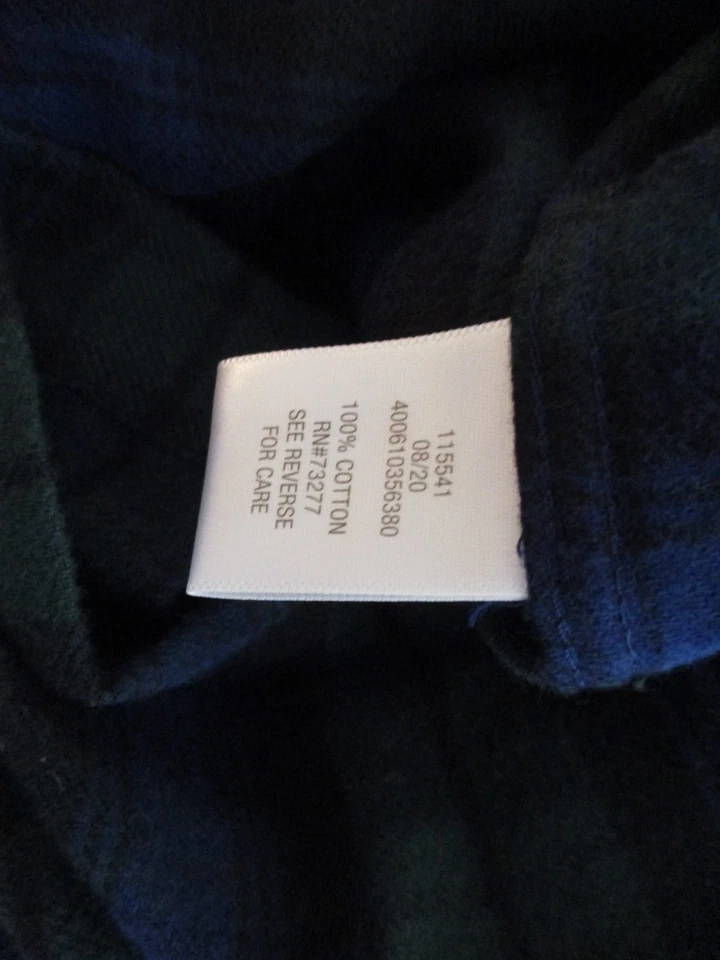 115541
08/20
400610356380
100% COTTON
RN#73277
SEE REVERSE
FOR CARE